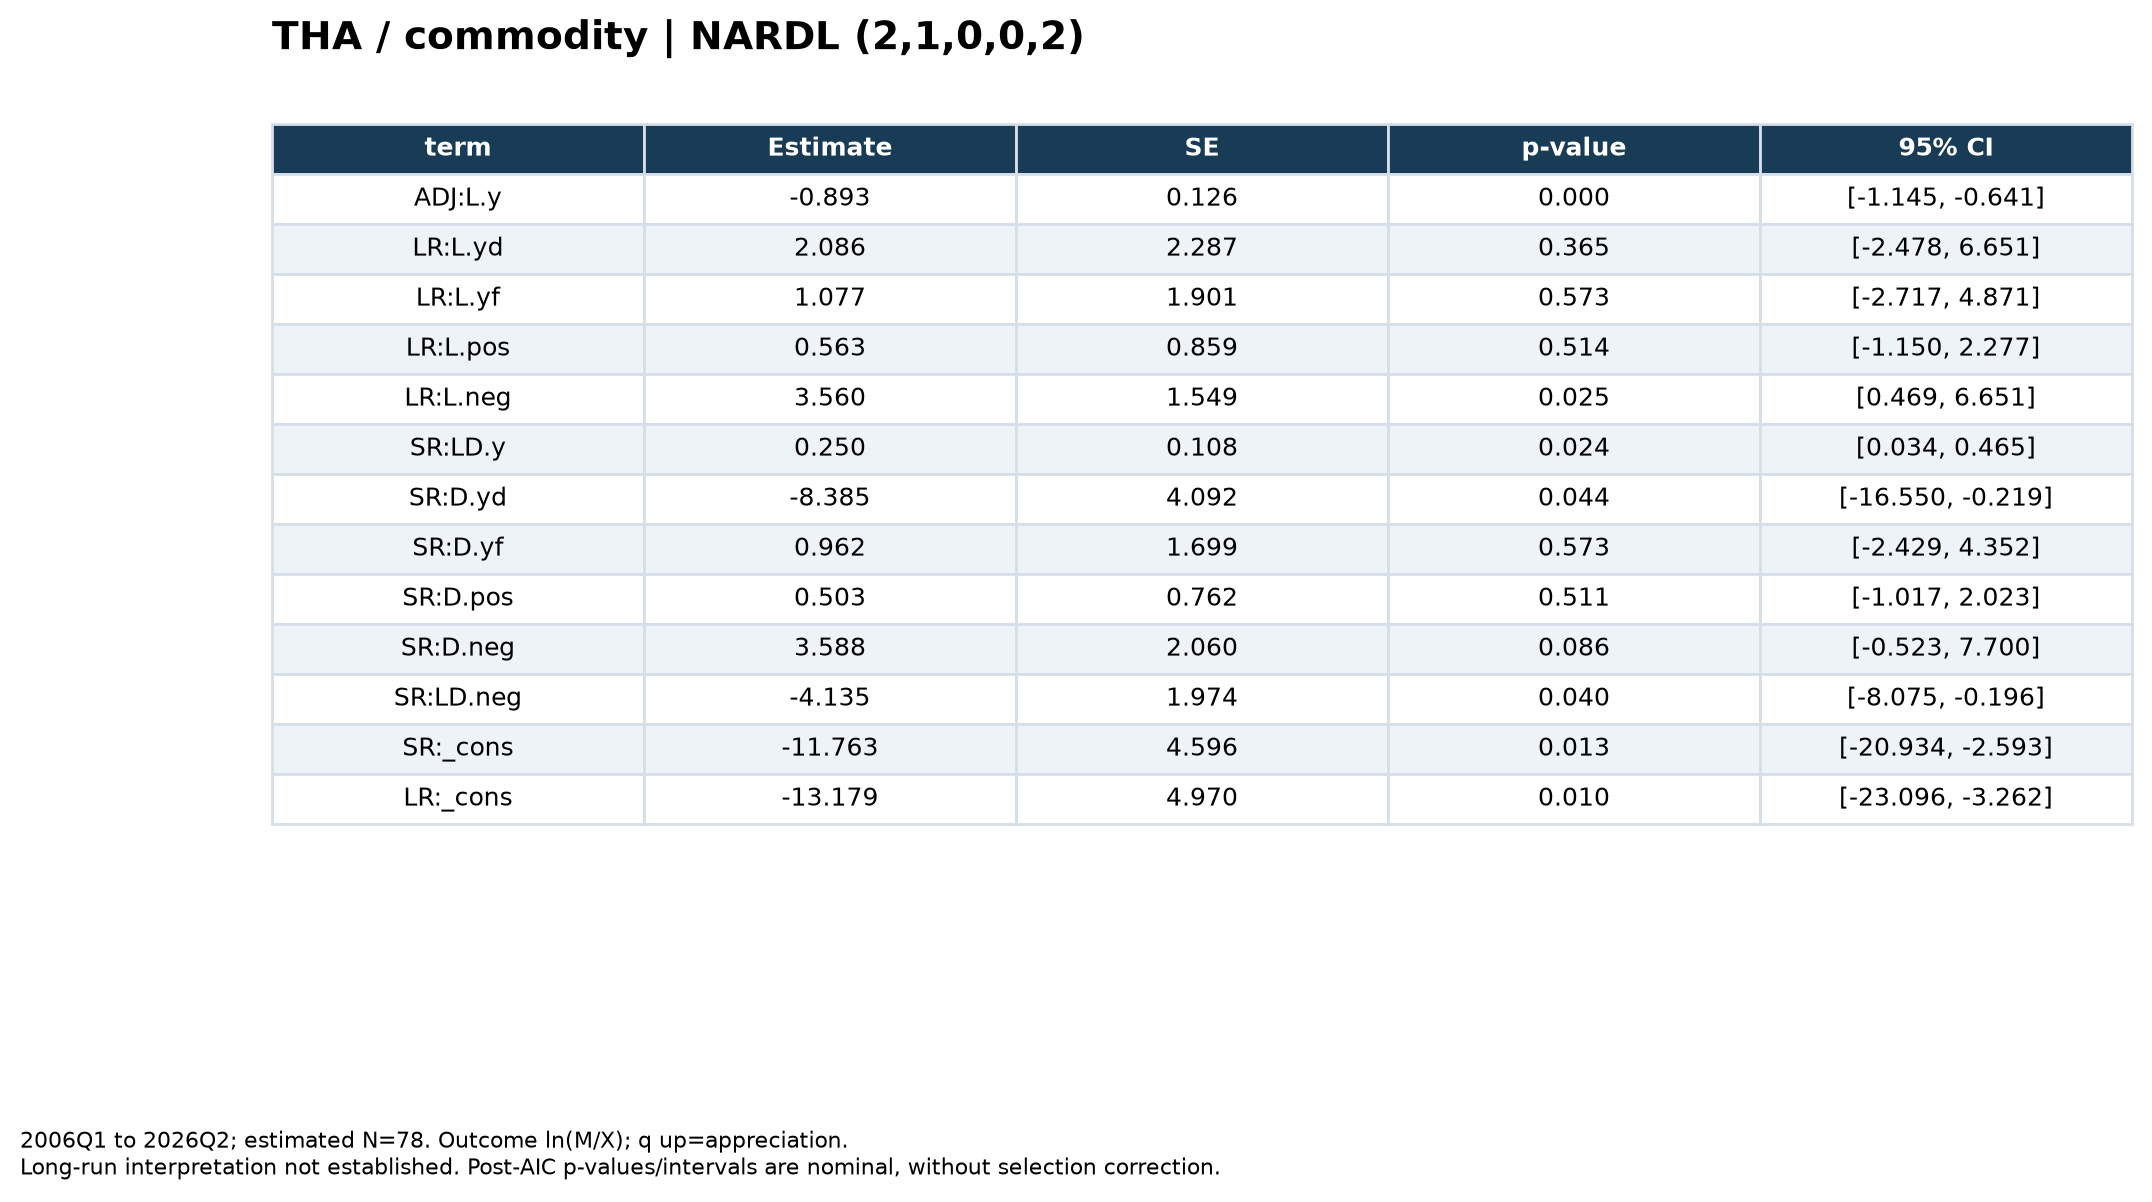 THA / commodity | NARDL (2,1,0,0,2)
term Estimate SE p-value 95% CI
ADJ:L.y -0.893 0.126 0.000 [-1.145, -0.641]
LR:L.yd 2.086 2.287 0.365 [-2.478, 6.651]
LR:L.yf 1.077 1.901 0.573 [-2.717, 4.871]
LR:L.pos 0.563 0.859 0.514 [-1.150, 2.277]
LR:L.neg 3.560 1.549 0.025 [0.469, 6.651]
SR:LD.y 0.250 0.108 0.024 [0.034, 0.465]
SR:D.yd -8.385 4.092 0.044 [-16.550, -0.219]
SR:D.yf 0.962 1.699 0.573 [-2.429, 4.352]
SR:D.pos 0.503 0.762 0.511 [-1.017, 2.023]
SR:D.neg 3.588 2.060 0.086 [-0.523, 7.700]
SR:LD.neg -4.135 1.974 0.040 [-8.075, -0.196]
SR:_cons -11.763 4.596 0.013 [-20.934, -2.593]
LR:_cons -13.179 4.970 0.010 [-23.096, -3.262]
2006Q1 to 2026Q2; estimated N=78. Outcome ln(M/X); q up=appreciation.
Long-run interpretation not established. Post-AIC p-values/intervals are nominal, without selection correction.